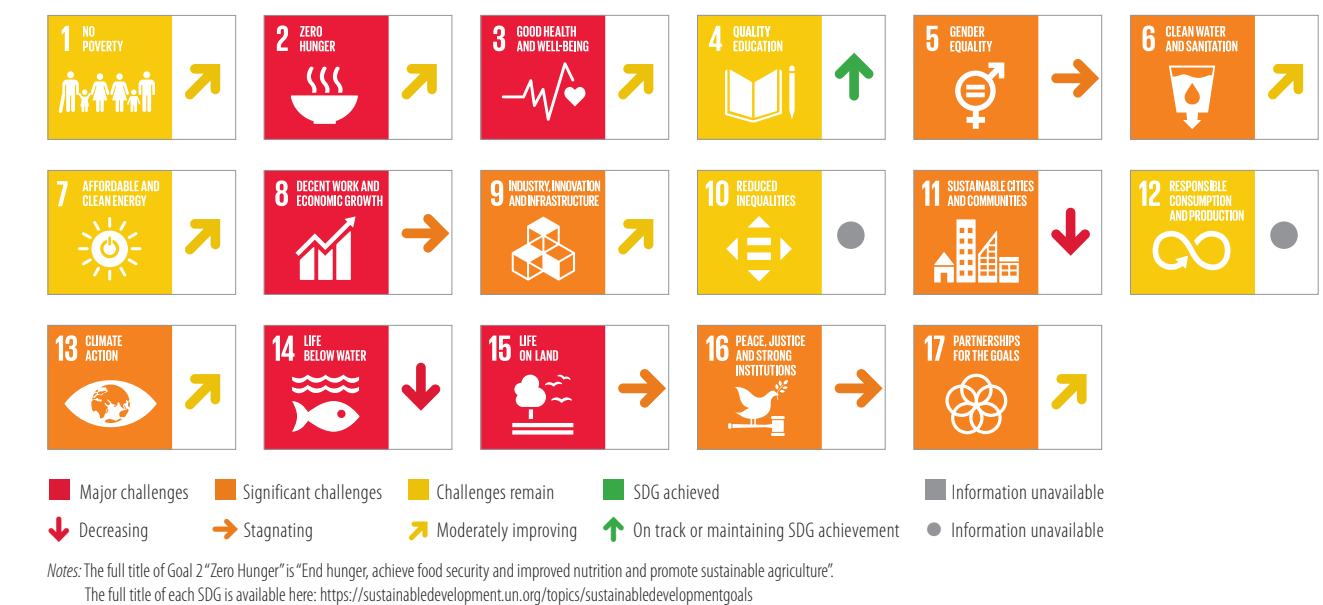 1 NO
POVERTY
2 ZERO
HUNGER
3 GOOD HEALTH
AND WELL-BEING
4 QUALITY
EDUCATION
5 GENDER
EQUALITY
6 CLEAN WATER
AND SANITATION
7 AFFORDABLE AND
CLEAN ENERGY
8 DECENT WORK AND
ECONOMIC GROWTH
9 INDUSTRY, INNOVATION
AND INFRASTRUCTURE
10 REDUCED
INEQUALITIES
11 SUSTAINABLE CITIES
AND COMMUNITIES
12 RESPONSIBLE
CONSUMPTION
AND PRODUCTION
13 CLIMATE
ACTION
14 LIFE
BELOW WATER
15 LIFE
ON LAND
16 PEACE, JUSTICE
AND STRONG
INSTITUTIONS
17 PARTNERSHIPS
FOR THE GOALS
Major challenges Significant challenges Challenges remain SDG achieved Information unavailable
Decreasing Stagnating Moderately improving On track or maintaining SDG achievement Information unavailable
Notes: The full title of Goal 2 “Zero Hunger” is “End hunger, achieve food security and improved nutrition and promote sustainable agriculture”.
The full title of each SDG is available here: https://sustainabledevelopment.un.org/topics/sustainabledevelopmentgoals